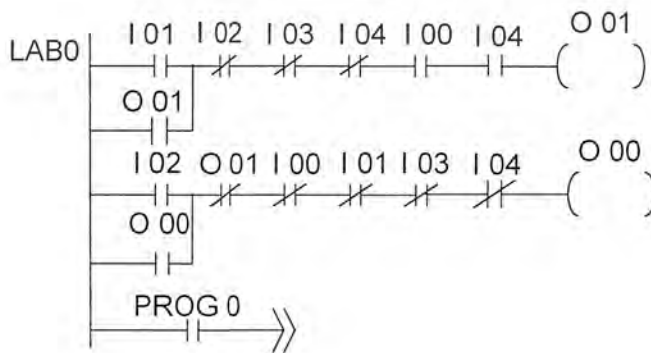 I 01 I 02 I 03 I 04 I 00 I 04 O 01
LAB0
O 01
I 02 O 01 I 00 I 01 I 03 I 04 O 00
O 00
PROG 0